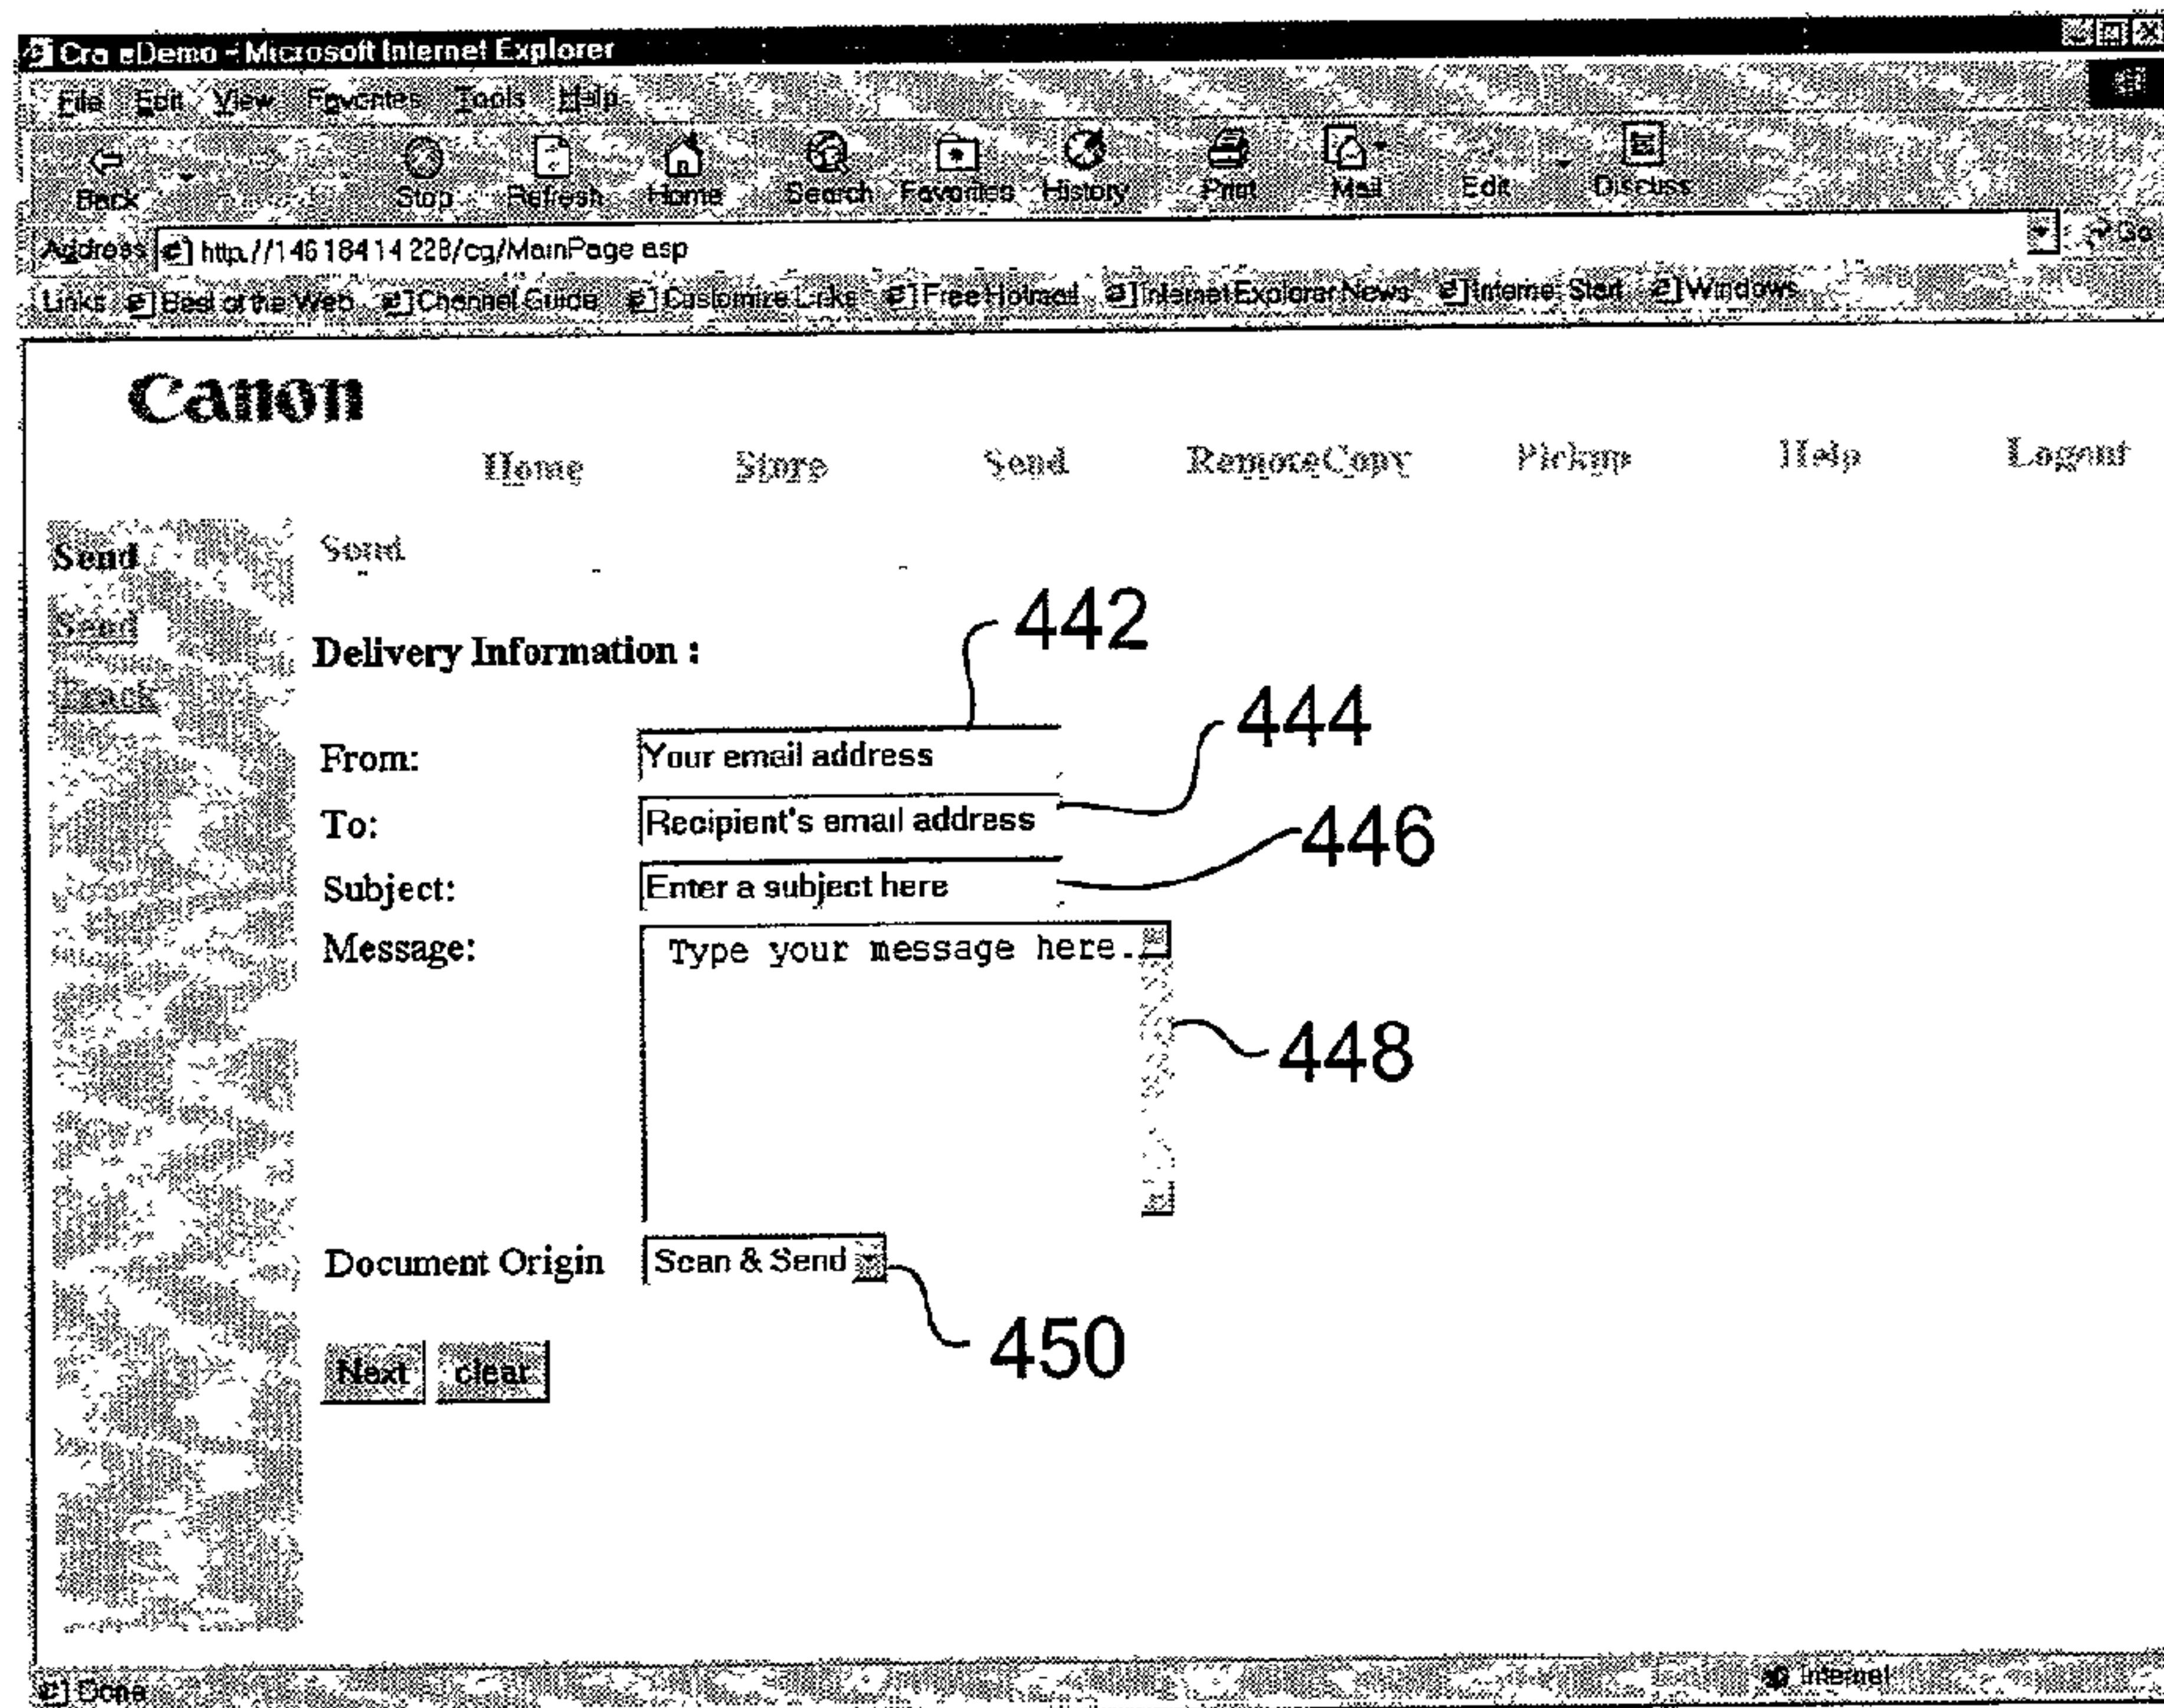 Cra eDemo - Microsoft Internet Explorer
File Edit View Favorites Tools Help
Back Stop Refresh Home Search Favorites History Print Mail Edit Discuss
Address http://146 184 14 228/cg/MainPage asp Go
Links Best of the Web Channel Guide Customize Links Free Hotmail Internet Explorer News Internet Start Windows
Canon
Home Store Send RemoteCopy Pickup Help Logout
Send Send
Send
Track
442
Delivery Information :
444
From: Your email address
To: Recipient's email address
446
Subject: Enter a subject here
Message: Type your message here.
448
Document Origin Scan & Send
450
Next clear
Done Internet